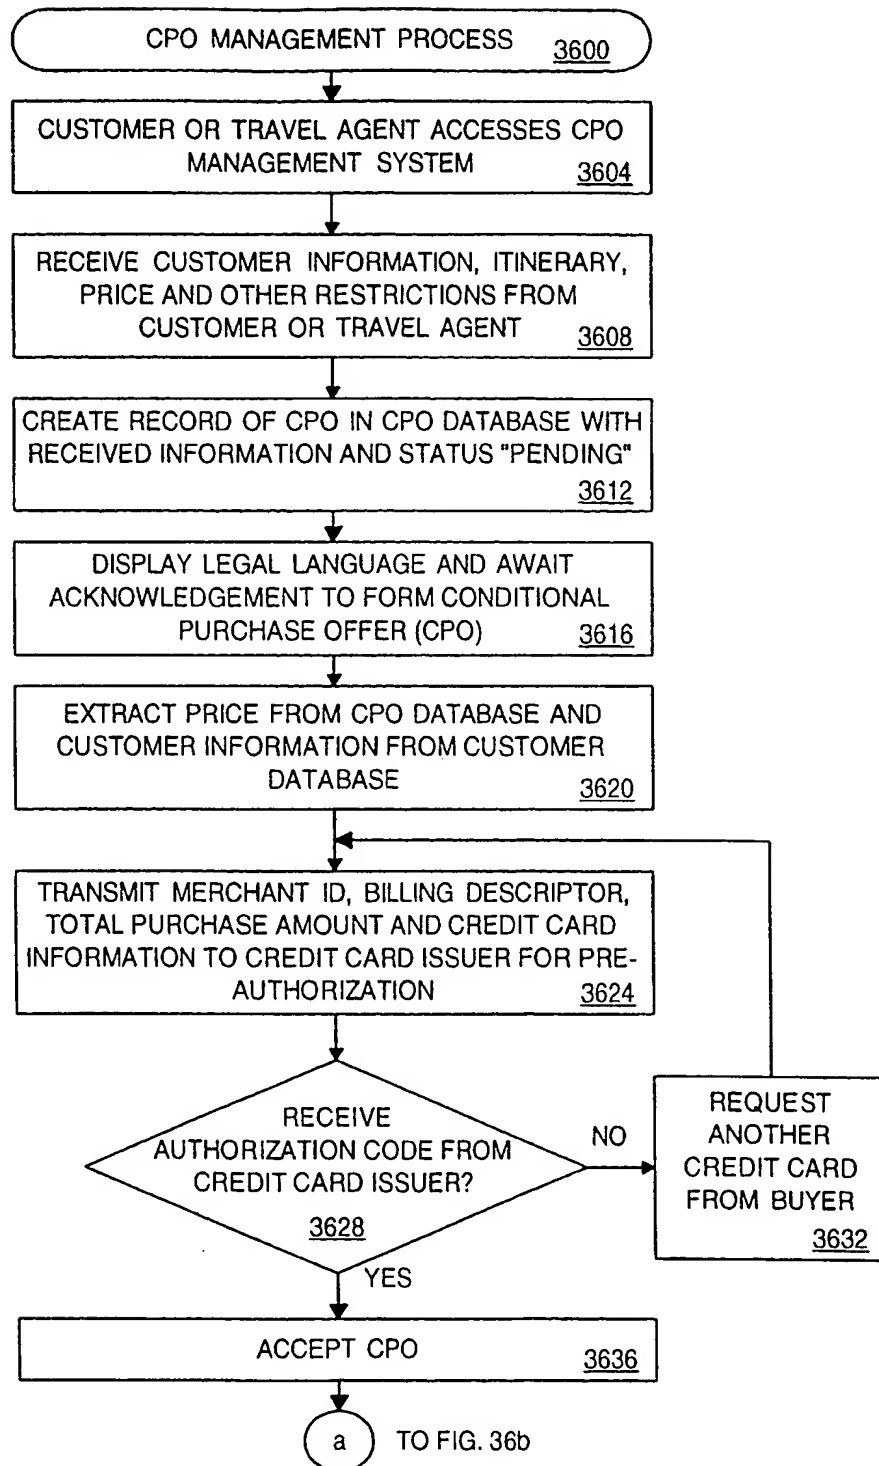 CPO MANAGEMENT PROCESS 3600
CUSTOMER OR TRAVEL AGENT ACCESSES CPO
MANAGEMENT SYSTEM
3604
RECEIVE CUSTOMER INFORMATION, ITINERARY,
PRICE AND OTHER RESTRICTIONS FROM
CUSTOMER OR TRAVEL AGENT
3608
CREATE RECORD OF CPO IN CPO DATABASE WITH
RECEIVED INFORMATION AND STATUS "PENDING"
3612
DISPLAY LEGAL LANGUAGE AND AWAIT
ACKNOWLEDGEMENT TO FORM CONDITIONAL
PURCHASE OFFER (CPO)
3616
EXTRACT PRICE FROM CPO DATABASE AND
CUSTOMER INFORMATION FROM CUSTOMER
DATABASE
3620
TRANSMIT MERCHANT ID, BILLING DESCRIPTOR,
TOTAL PURCHASE AMOUNT AND CREDIT CARD
INFORMATION TO CREDIT CARD ISSUER FOR PRE-
AUTHORIZATION
3624
RECEIVE
AUTHORIZATION CODE FROM
CREDIT CARD ISSUER?
3628
NO
REQUEST
ANOTHER
CREDIT CARD
FROM BUYER
3632
YES
ACCEPT CPO
3636
a TO FIG. 36b